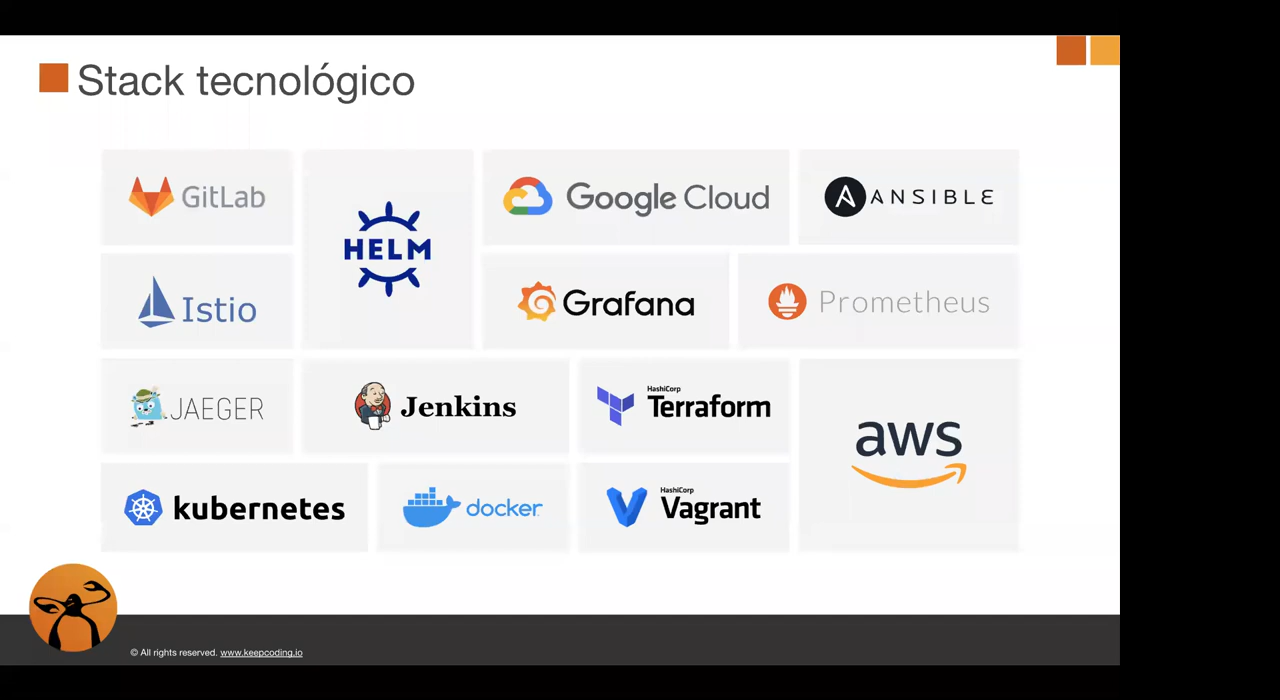 Stack tecnológico
GitLab
HELM
Google Cloud
ANSIBLE
Istio
Grafana
Prometheus
JAEGER
Jenkins
HashiCorp
Terraform
aws
kubernetes
docker
HashiCorp
Vagrant
© All rights reserved. www.keepcoding.io